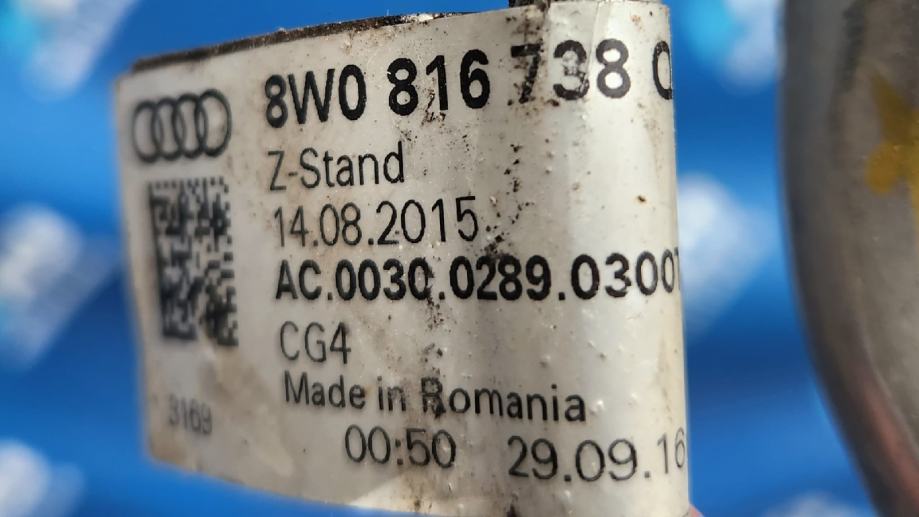 8W0 816 738
Z-Stand
14.08.2015
AC.0030.0289.0300
CG4
Made in Romania
3169
00:50 29.09.16